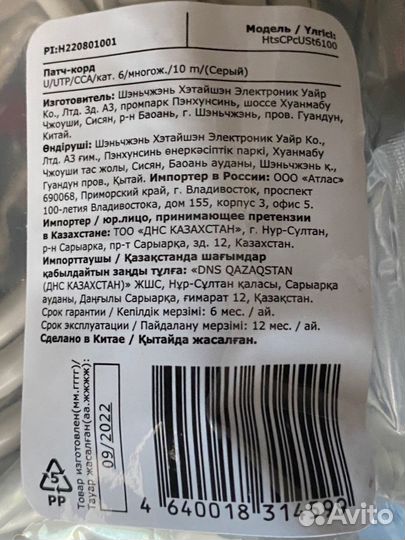 PI:H220801001
Модель / Үлгісі:
HtsCPcUSt6100
Патч-корд
U/UTP/CCA/кат. 6/многож./10 m/(Серый)
Изготовитель: Шэньчжэнь Хэтайшэн Электроник Уайр
Ко., Лтд. Зд. А3, промпарк Пэнхунсинь, шоссе Хуанмабу
Чжоуши, Сисян, р-н Баоань, г. Шэньчжэнь, пров. Гуандун,
Китай.
Өндіруші: Шэньчжэнь Хэтайшэн Электроник Уайр Ко.,
Лтд. А3 ғим., Пэнхунсинь өнеркәсіптік паркі, Хуанмабу
Чжоуши тас жолы, Сисян, Баоань ауданы, Шэньчжэнь қ.,
Гуандун пров., Қытай. Импортер в России: ООО «Атлас»
690068, Приморский край, г. Владивосток, проспект
100-летия Владивостока, дом 155, корпус 3, офис 5.
Импортер / юр.лицо, принимающее претензии
в Казахстане: ТОО «ДНС КАЗАХСТАН», г. Нур-Султан,
р-н Сарыарка, пр-т Сарыарка, зд. 12, Казахстан.
Импорттаушы / Қазақстанда шағымдар
қабылдайтын заңды тұлға: «DNS QAZAQSTAN
(ДНС КАЗАХСТАН)» ЖШС, Нұр-Сұлтан қаласы, Сарыарқа
ауданы, Даңғылы Сарыарқа, ғимарат 12, Қазақстан.
Срок гарантии / Кепілдік мерзімі: 6 мес. / ай.
Срок эксплуатации / Пайдалану мерзімі: 12 мес. / ай.
Сделано в Китае / Қытайда жасалған.
Товар изготовлен(мм.гггг)/
Тауар жасалған(аа.жжжж):
09/2022
5
PP
4 640018 314
Avito